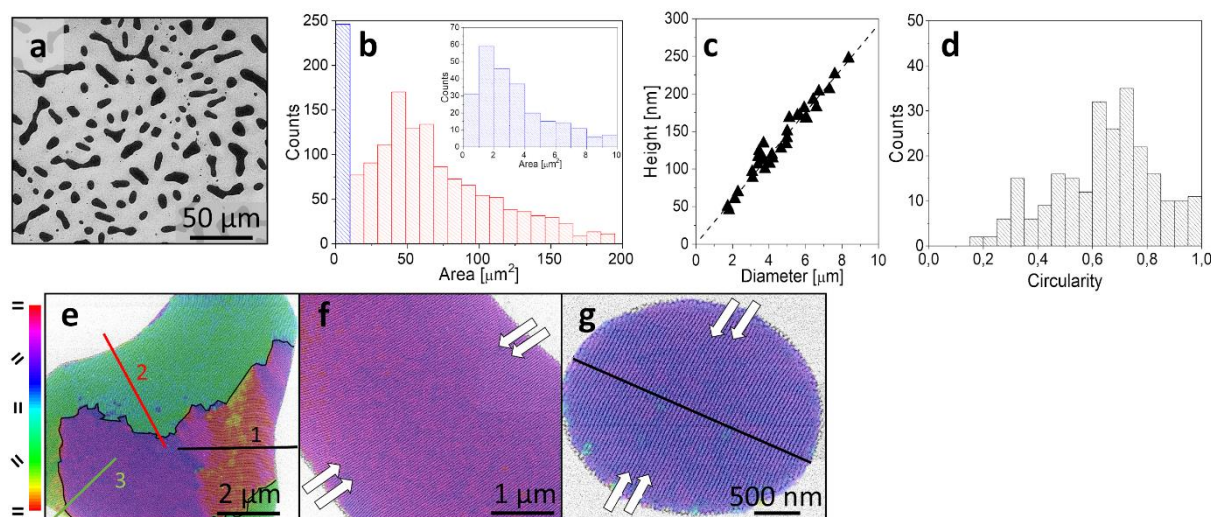 a
50 µm
b
Counts
250
200
150
100
50
0
50
100
150
200
Area [µm²]
Counts
70
60
50
40
30
20
10
0
0
2
4
6
8
10
Area [µm²]
c
Height [nm]
300
250
200
150
100
50
0
0
2
4
6
8
10
Diameter [µm]
d
Counts
50
40
30
20
10
0
0,0
0,2
0,4
0,6
0,8
1,0
Circularity
e
1
2
3
2 µm
f
1 µm
g
500 nm